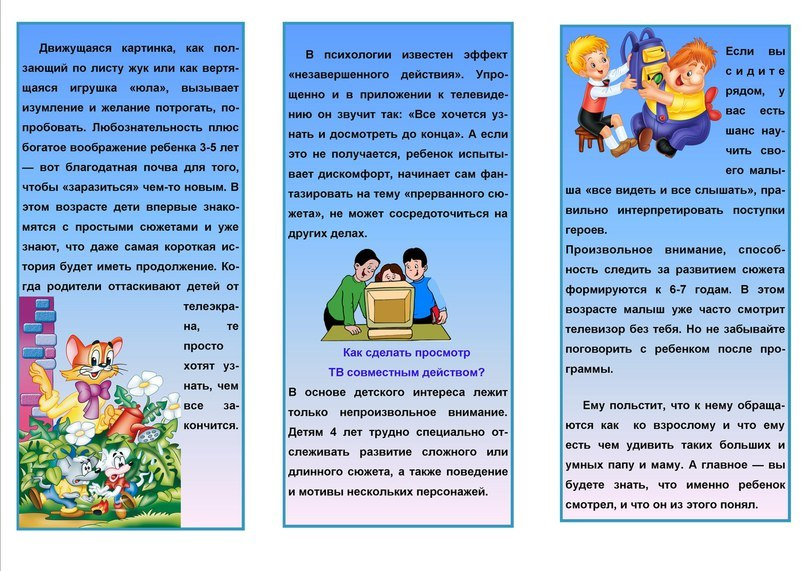 Движущаяся картинка, как пол-
зающий по листу жук или как вертя-
щаяся игрушка «юла», вызывает
изумление и желание потрогать, по-
пробовать. Любознательность плюс
богатое воображение ребенка 3-5 лет
— вот благодатная почва для того,
чтобы «заразиться» чем-то новым. В
этом возрасте дети впервые знако-
мятся с простыми сюжетами и уже
знают, что даже самая короткая ис-
тория будет иметь продолжение. Ко-
гда родители оттаскивают детей от
телеэкра-
на, те
просто
хотят уз-
нать, чем
все за-
кончится.
В психологии известен эффект
«незавершенного действия». Упро-
щенно и в приложении к телевиде-
нию он звучит так: «Все хочется уз-
нать и досмотреть до конца». А если
это не получается, ребенок испыты-
вает дискомфорт, начинает сам фан-
тазировать на тему «прерванного сю-
жета», не может сосредоточиться на
других делах.
Как сделать просмотр
ТВ совместным действом?
В основе детского интереса лежит
только непроизвольное внимание.
Детям 4 лет трудно специально от-
слеживать развитие сложного или
длинного сюжета, а также поведение
и мотивы нескольких персонажей.
Если вы
сидите
рядом, у
вас есть
шанс нау-
чить сво-
его малы-
ша «все видеть и все слышать», пра-
вильно интерпретировать поступки
героев.
Произвольное внимание, способ-
ность следить за развитием сюжета
формируются к 6-7 годам. В этом
возрасте малыш уже часто смотрит
телевизор без тебя. Но не забывайте
поговорить с ребенком после про-
граммы.
Ему польстит, что к нему обраща-
ются как ко взрослому и что ему
есть чем удивить таких больших и
умных папу и маму. А главное — вы
будете знать, что именно ребенок
смотрел, и что он из этого понял.